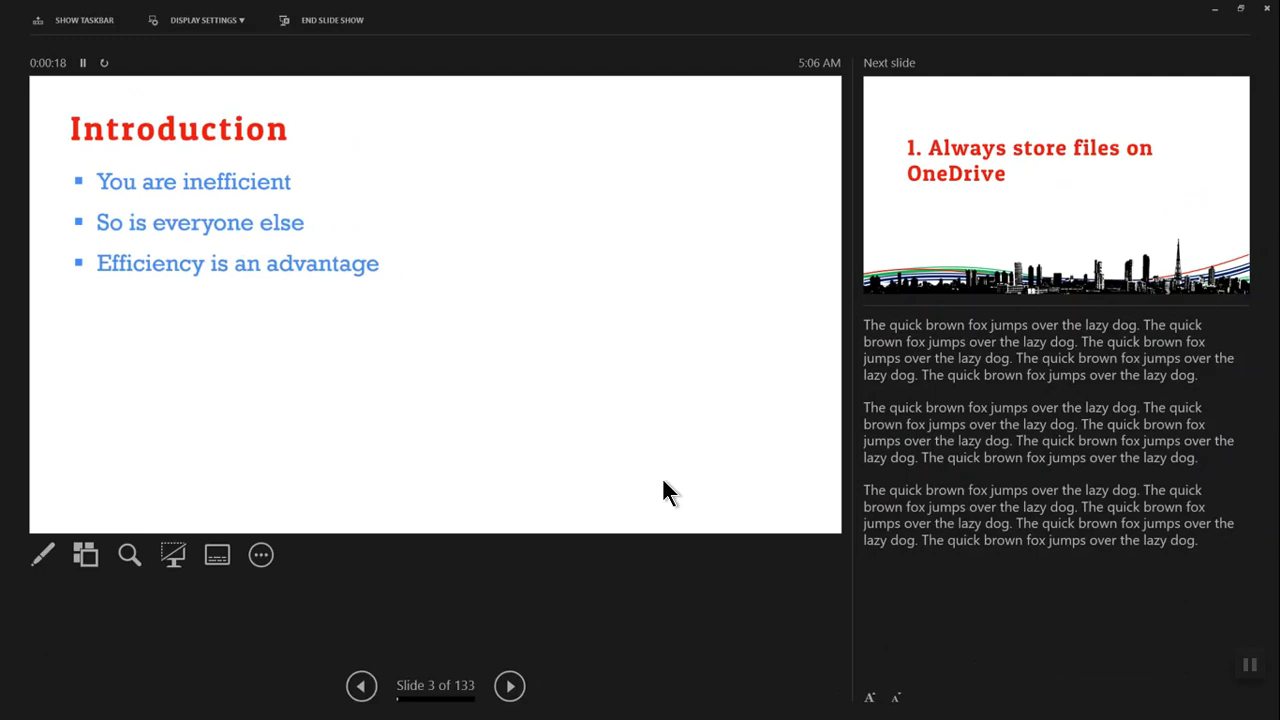 SHOW TASKBAR
DISPLAY SETTINGS ▼
END SLIDE SHOW
0:00:18
5:06 AM
Introduction
▪ You are inefficient
▪ So is everyone else
▪ Efficiency is an advantage
Slide 3 of 133
Next slide
1. Always store files on
OneDrive
The quick brown fox jumps over the lazy dog. The quick
brown fox jumps over the lazy dog. The quick brown fox
jumps over the lazy dog. The quick brown fox jumps over the
lazy dog. The quick brown fox jumps over the lazy dog.
The quick brown fox jumps over the lazy dog. The quick
brown fox jumps over the lazy dog. The quick brown fox
jumps over the lazy dog. The quick brown fox jumps over the
lazy dog. The quick brown fox jumps over the lazy dog.
The quick brown fox jumps over the lazy dog. The quick
brown fox jumps over the lazy dog. The quick brown fox
jumps over the lazy dog. The quick brown fox jumps over the
lazy dog. The quick brown fox jumps over the lazy dog.
A A